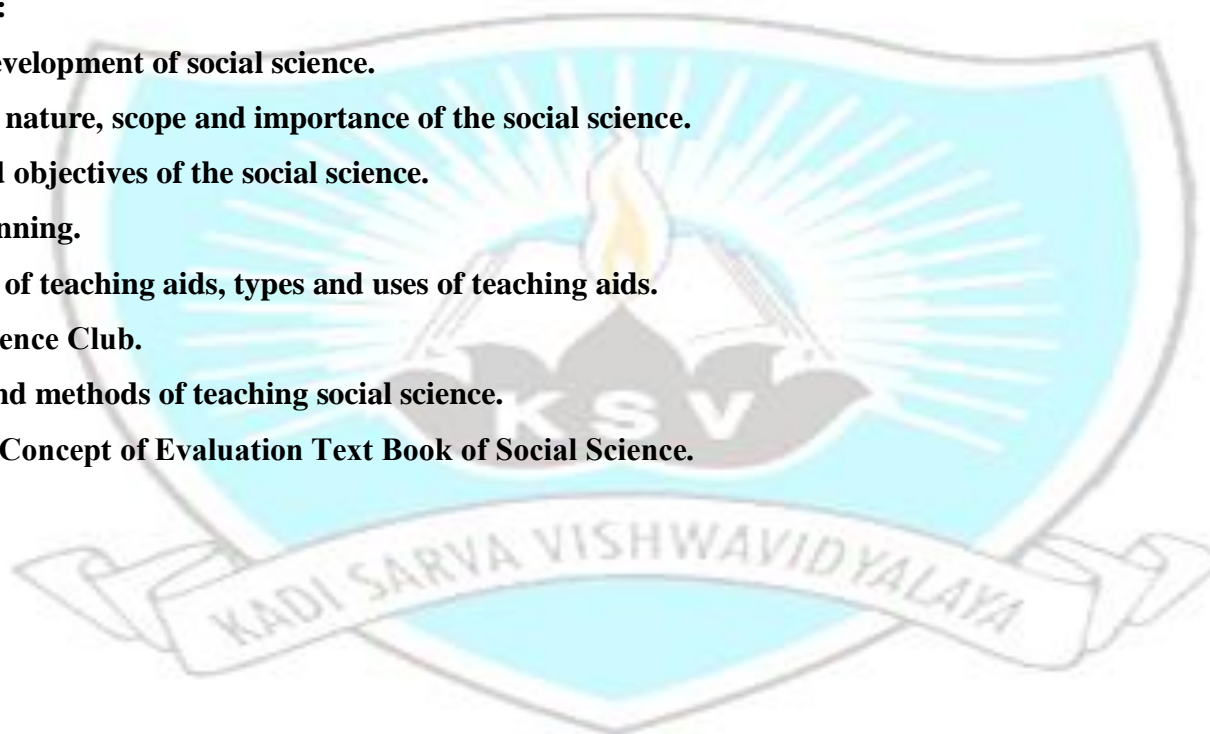 :
evelopment of social science.
nature, scope and importance of the social science.
d objectives of the social science.
nning.
of teaching aids, types and uses of teaching aids.
ence Club.
nd methods of teaching social science.
Concept of Evaluation Text Book of Social Science.
KSV
KADI SARVA VISHWAVIDYALAYA